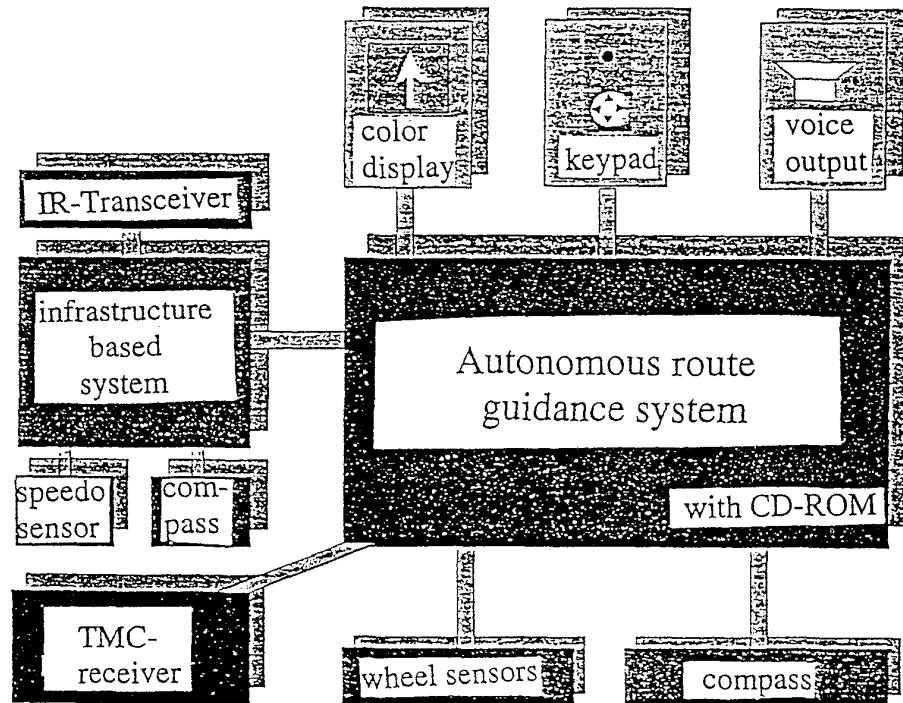 color
display
keypad
voice
output
IR-Transceiver
infrastructure
based
system
Autonomous route
guidance system
with CD-ROM
speedo
sensor
com-
pass
TMC-
receiver
wheel sensors
compass